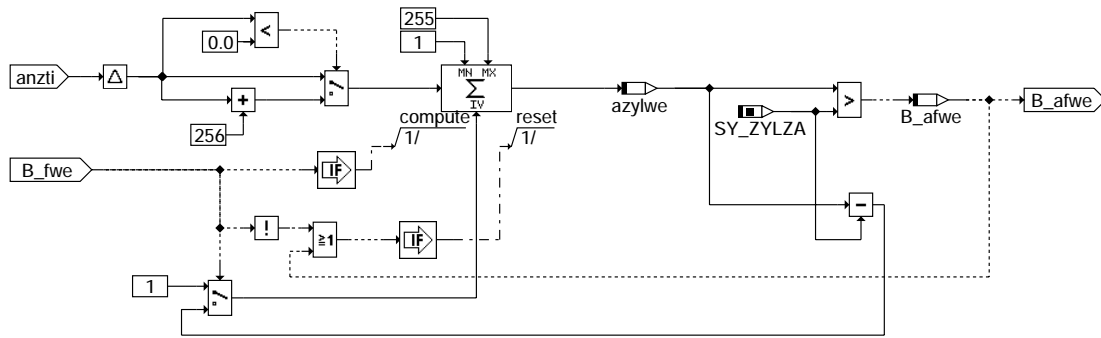 255
<
0.0
1
anzti
Δ
MN MX
Σ
IV
+
azylwe
>
B_afwe
B_afwe
256
compute
1/
reset
1/
SY_ZYLZA
B_fwe
IF
-
!
≥1
IF
1